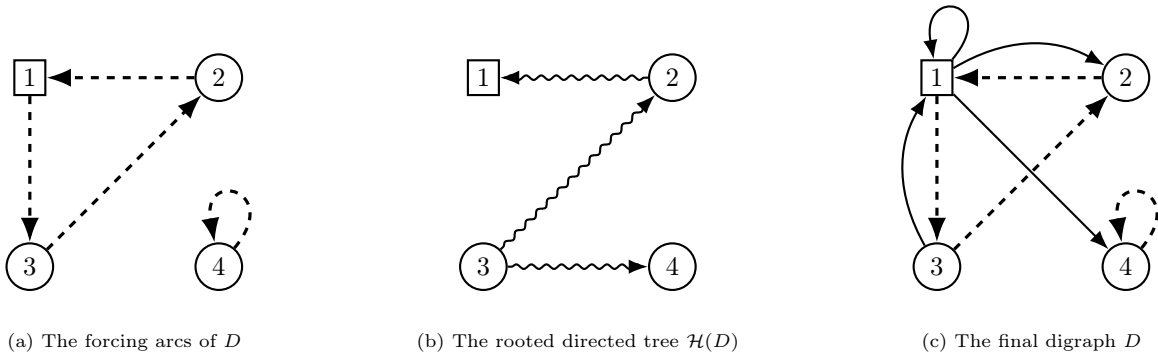 1 2
3 4
(a) The forcing arcs of D
1 2
3 4
(b) The rooted directed tree ℋ(D)
1 2
3 4
(c) The final digraph D